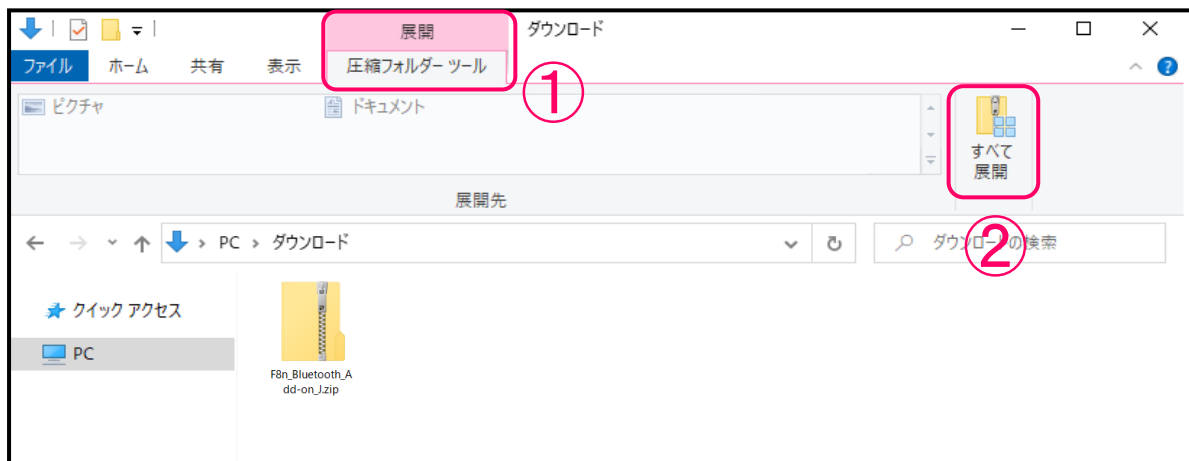 展開 ダウンロード
ファイル ホーム 共有 表示 圧縮フォルダー ツール
①
ピクチャ ドキュメント
すべて
展開
展開先
PC ダウンロード ダウンロードの検索
②
クイック アクセス
PC
F8n_Bluetooth_A
dd-on_J.zip